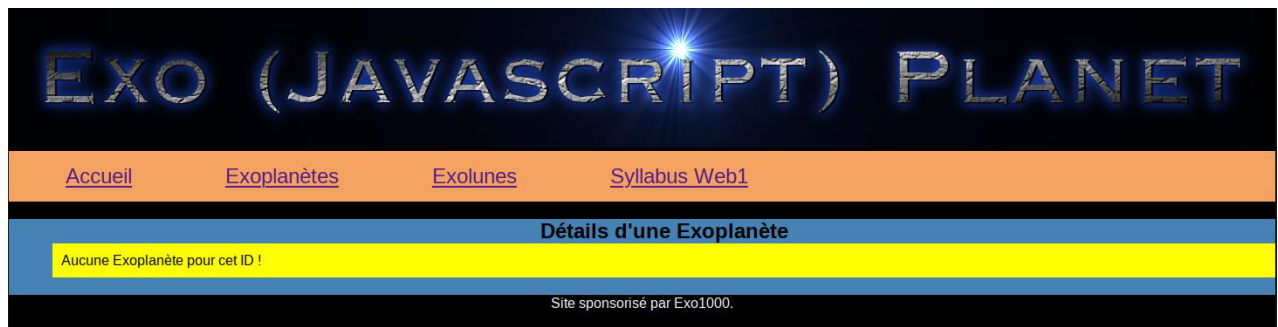 Exo (Javascript) Planet
Accueil Exoplanètes Exolunes Syllabus Web1
Détails d'une Exoplanète
Aucune Exoplanète pour cet ID !
Site sponsorisé par Exo1000.